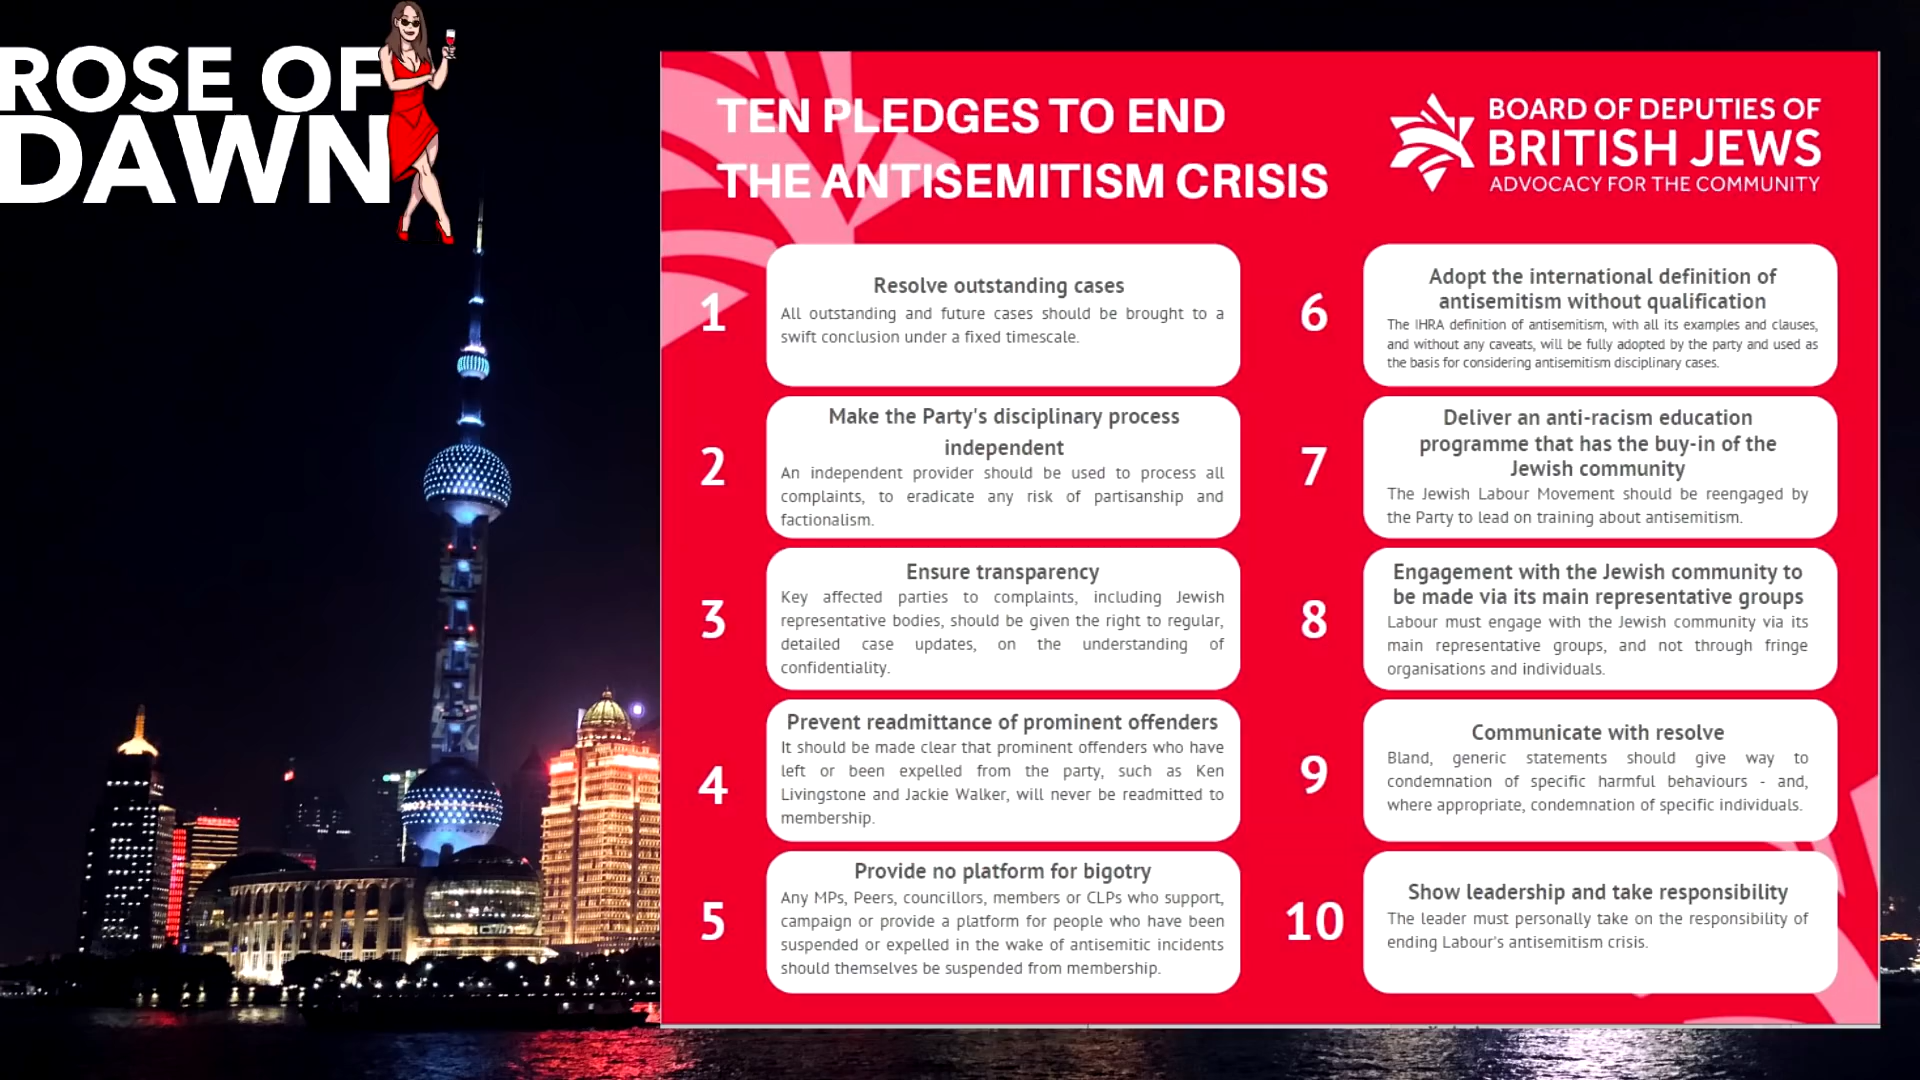 ROSE OF
DAWN
TEN PLEDGES TO END
THE ANTISEMITISM CRISIS
BOARD OF DEPUTIES OF
BRITISH JEWS
ADVOCACY FOR THE COMMUNITY
1
Resolve outstanding cases
All outstanding and future cases should be brought to a
swift conclusion under a fixed timescale.
2
Make the Party's disciplinary process
independent
An independent provider should be used to process all
complaints, to eradicate any risk of partisanship and
factionalism.
3
Ensure transparency
Key affected parties to complaints, including Jewish
representative bodies, should be given the right to regular,
detailed case updates, on the understanding of
confidentiality.
4
Prevent readmittance of prominent offenders
It should be made clear that prominent offenders who have
left or been expelled from the party, such as Ken
Livingstone and Jackie Walker, will never be readmitted to
membership.
5
Provide no platform for bigotry
Any MPs, Peers, councillors, members or CLPs who support,
campaign or provide a platform for people who have been
suspended or expelled in the wake of antisemitic incidents
should themselves be suspended from membership.
6
Adopt the international definition of
antisemitism without qualification
The IHRA definition of antisemitism, with all its examples and clauses,
and without any caveats, will be fully adopted by the party and used as
the basis for considering antisemitism disciplinary cases.
7
Deliver an anti-racism education
programme that has the buy-in of the
Jewish community
The Jewish Labour Movement should be reengaged by
the Party to lead on training about antisemitism.
8
Engagement with the Jewish community to
be made via its main representative groups
Labour must engage with the Jewish community via its
main representative groups, and not through fringe
organisations and individuals.
9
Communicate with resolve
Bland, generic statements should give way to
condemnation of specific harmful behaviours - and,
where appropriate, condemnation of specific individuals.
10
Show leadership and take responsibility
The leader must personally take on the responsibility of
ending Labour's antisemitism crisis.